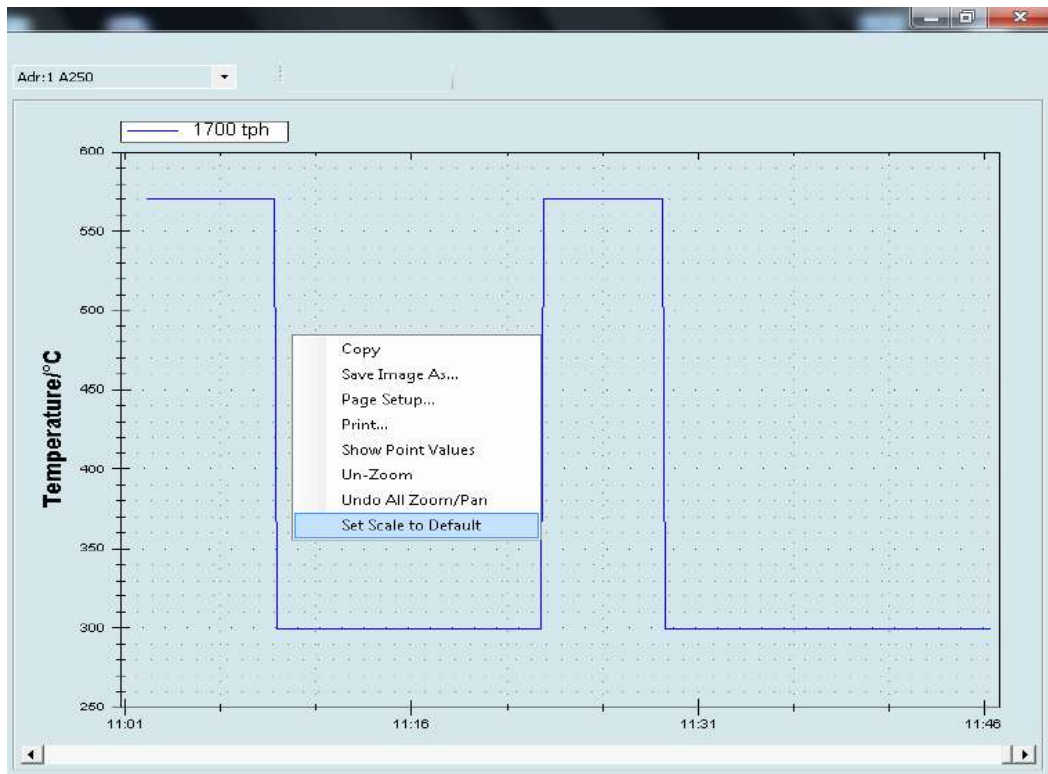 Adr:1 A250
1700 tph
600
550
500
450
400
350
300
250
Temperature/°C
Copy
Save Image As...
Page Setup...
Print...
Show Point Values
Un-Zoom
Undo All Zoom/Pan
Set Scale to Default
11:01 11:16 11:31 11:46